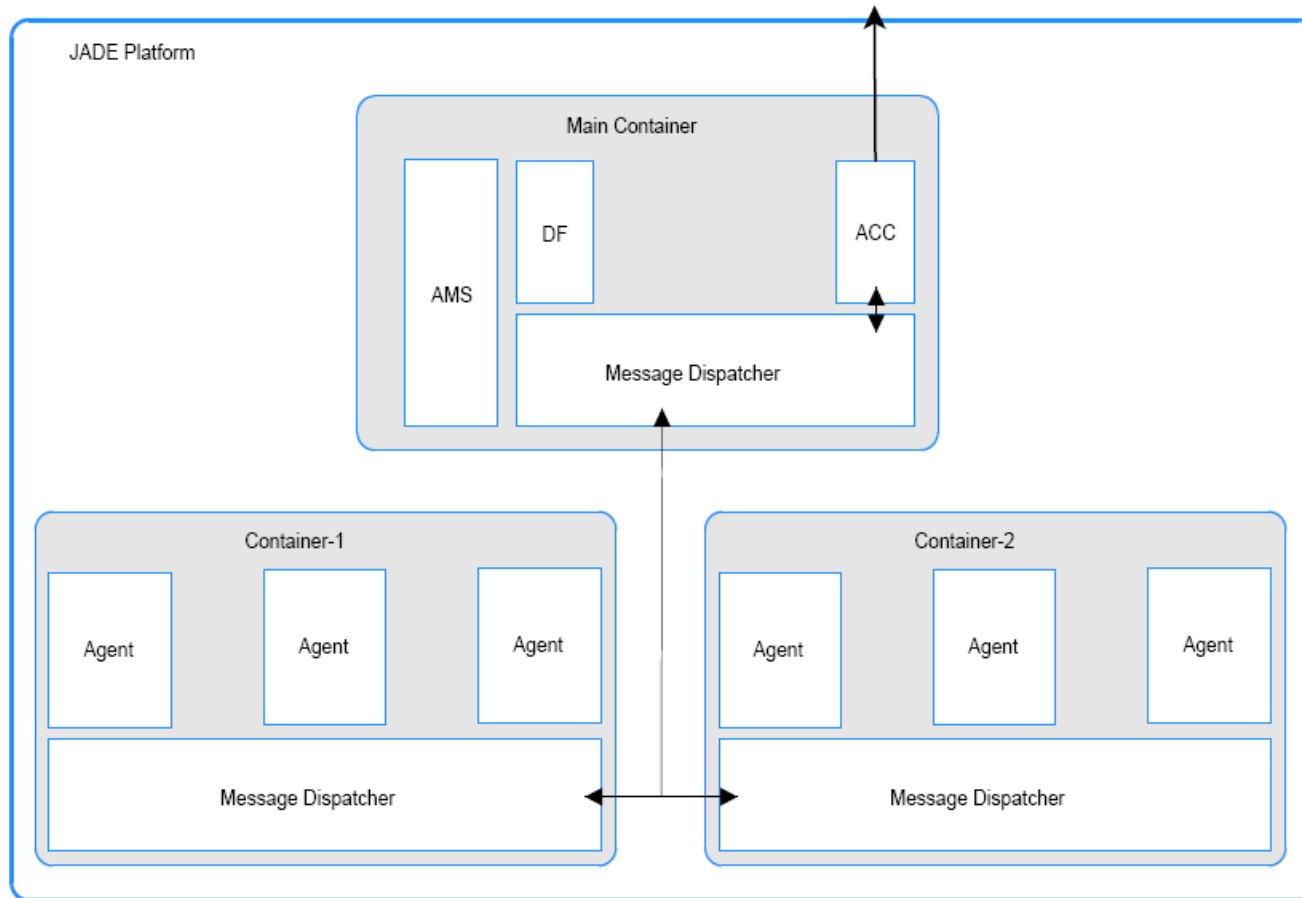 JADE Platform
Main Container
AMS
DF
ACC
Message Dispatcher
Container-1
Agent
Agent
Agent
Message Dispatcher
Container-2
Agent
Agent
Agent
Message Dispatcher